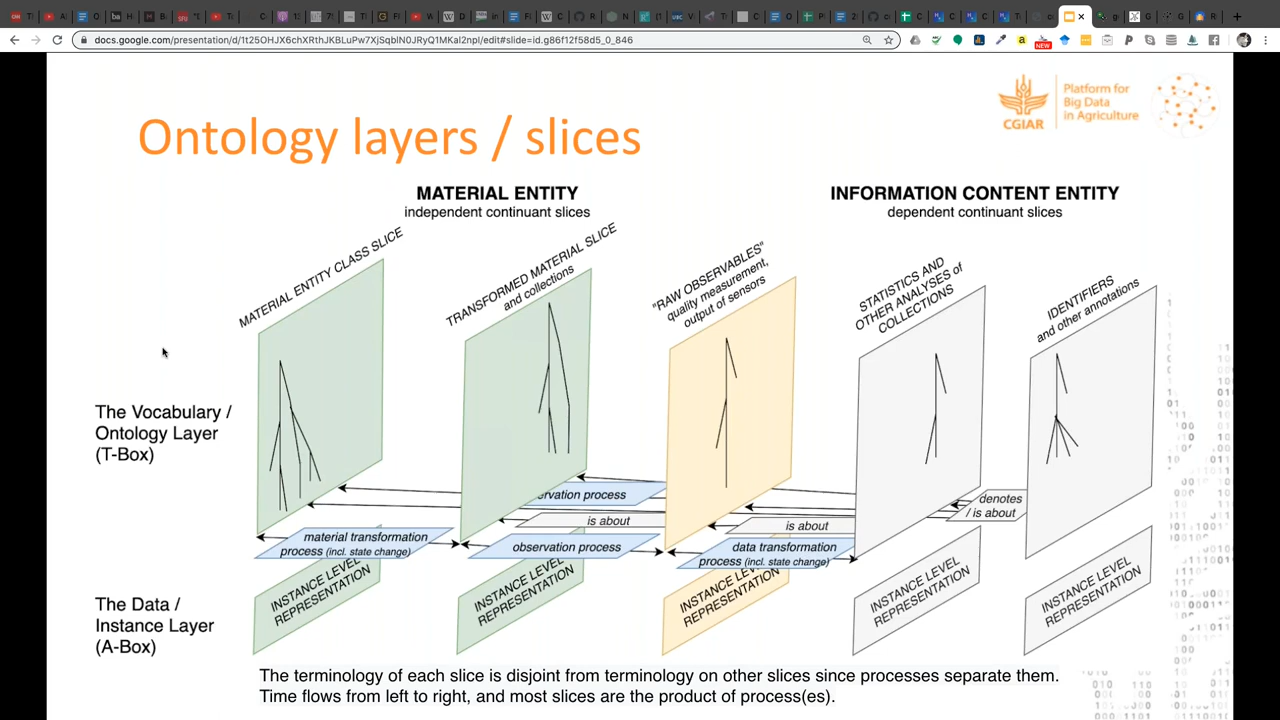 docs.google.com/presentation/d/1t25OHJX6chXRthJKBLuPw7XjSqblN0JRyQ1MKaI2npI/edit#slide=id.g86f12f58d5_0_846
NEW
CGIAR
Platform for
Big Data
in Agriculture
Ontology layers / slices
MATERIAL ENTITY
independent continuant slices
INFORMATION CONTENT ENTITY
dependent continuant slices
MATERIAL ENTITY CLASS SLICE
TRANSFORMED MATERIAL SLICE
and collections
"RAW OBSERVABLES"
quality measurement,
output of sensors
STATISTICS AND
OTHER ANALYSES of
COLLECTIONS
IDENTIFIERS
and other annotations
The Vocabulary /
Ontology Layer
(T-Box)
ervation process
denotes
/ is about
is about
is about
material transformation
process (incl. state change)
observation process
data transformation
process (incl. state change)
The Data /
Instance Layer
(A-Box)
INSTANCE LEVEL
REPRESENTATION
INSTANCE LEVEL
REPRESENTATION
INSTANCE LEVEL
REPRESENTATION
INSTANCE LEVEL
REPRESENTATION
INSTANCE LEVEL
REPRESENTATION
The terminology of each slice is disjoint from terminology on other slices since processes separate them.
Time flows from left to right, and most slices are the product of process(es).